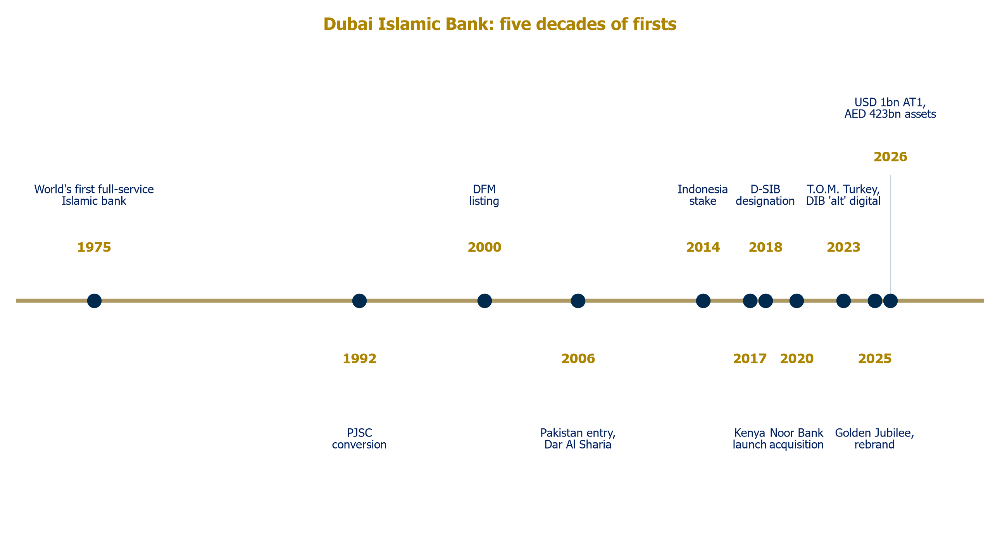 Dubai Islamic Bank: five decades of firsts
USD 1bn AT1,
AED 423bn assets
2026
World's first full-service
Islamic bank
1975
DFM
listing
2000
Indonesia
stake
2014
D-SIB
designation
2018
T.O.M. Turkey,
DIB 'alt' digital
2023
1992
PJSC
conversion
2006
Pakistan entry,
Dar Al Sharia
2017
Kenya
launch
2020
Noor Bank
acquisition
2025
Golden Jubilee,
rebrand